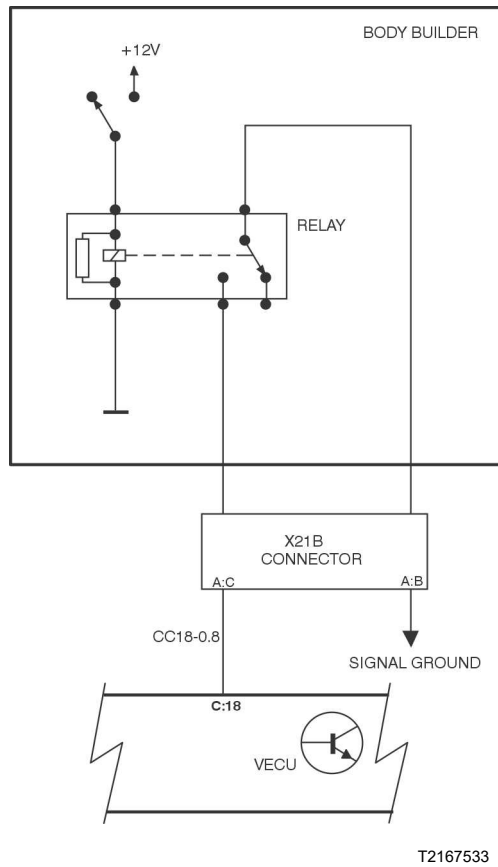 BODY BUILDER
+12V
RELAY
X21B
CONNECTOR
A:C
A:B
CC18-0.8
SIGNAL GROUND
C:18
VECU
T2167533